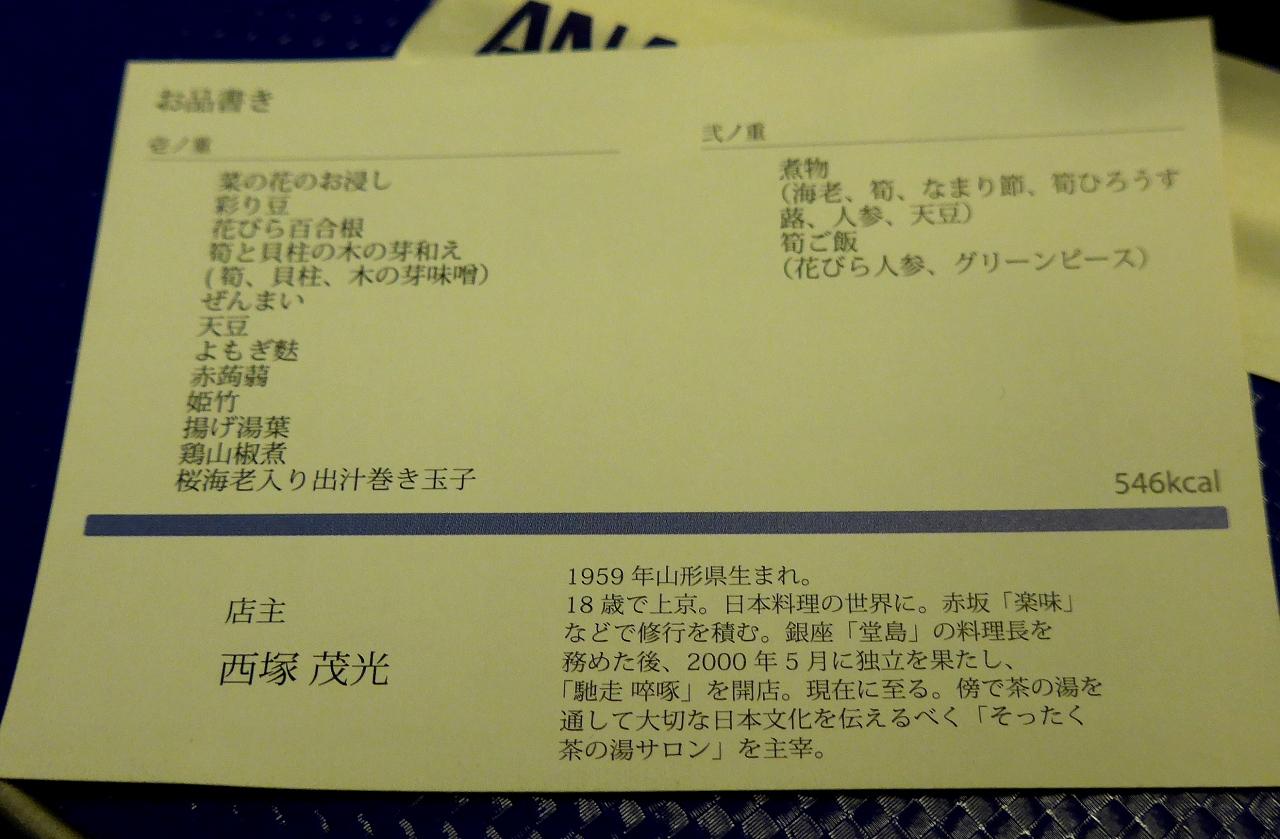 ANA
お品書き
壱ノ重
菜の花のお浸し
彩り豆
花びら百合根
筍と貝柱の木の芽和え
(筍、貝柱、木の芽味噌)
ぜんまい
天豆
よもぎ麩
赤蒟蒻
姫竹
揚げ湯葉
鶏山椒煮
桜海老入り出汁巻き玉子
弐ノ重
煮物
(海老、筍、なまり節、筍ひろうす
蕗、人参、天豆)
筍ご飯
(花びら人参、グリーンピース)
546kcal
店主
西塚 茂光
1959 年山形県生まれ。
18 歳で上京。日本料理の世界に。赤坂「楽味」
などで修行を積む。銀座「堂島」の料理長を
務めた後、2000 年 5 月に独立を果たし、
「馳走 啐啄」を開店。現在に至る。傍で茶の湯を
通して大切な日本文化を伝えるべく「そったく
茶の湯サロン」を主宰。